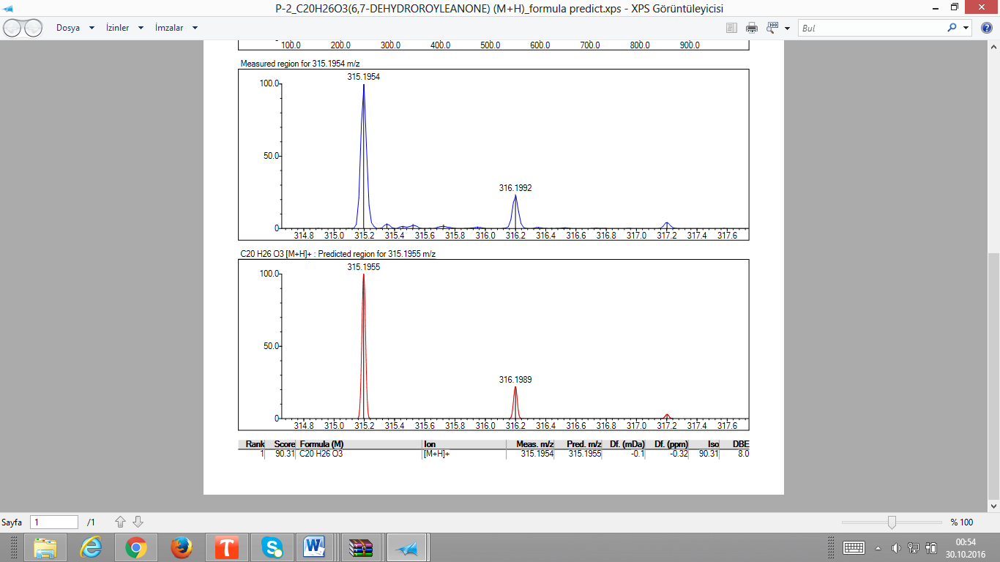 P-2_C20H26O3(6,7-DEHYDROROYLEANONE) (M+H)_formula predict.xps - XPS Görüntüleyicisi
Dosya İzinler İmzalar Bul
100.0 200.0 300.0 400.0 500.0 600.0 700.0 800.0 900.0
Measured region for 315.1954 m/z
315.1954
100.0
50.0
316.1992
0
314.8 315.0 315.2 315.4 315.6 315.8 316.0 316.2 316.4 316.6 316.8 317.0 317.2 317.4 317.6
C20 H26 O3 [M+H]+ : Predicted region for 315.1955 m/z
315.1955
100.0
50.0
316.1989
0
314.8 315.0 315.2 315.4 315.6 315.8 316.0 316.2 316.4 316.6 316.8 317.0 317.2 317.4 317.6
Rank Score Formula (M) Ion Meas. m/z Pred. m/z Df. (mDa) Df. (ppm) Iso DBE
1 90.31 C20 H26 O3 [M+H]+ 315.1954 315.1955 -0.1 -0.32 90.31 8.0
Sayfa 1 /1 % 100
00:54
30.10.2016